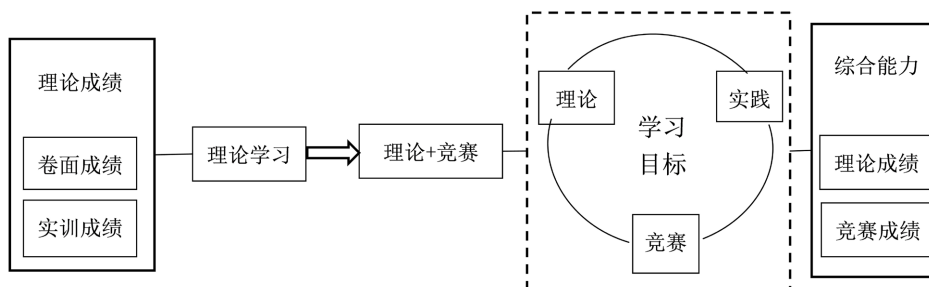 理论成绩
卷面成绩
实训成绩
理论学习
理论+竞赛
理论
实践
学习
目标
竞赛
综合能力
理论成绩
竞赛成绩